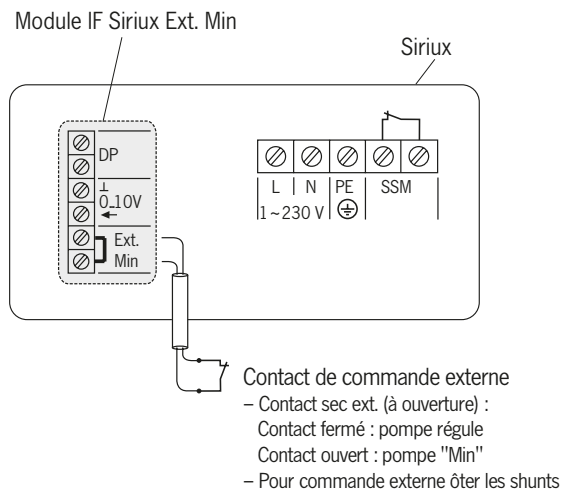 Module IF Siriux Ext. Min
Siriux
DP
⊥
0..10V
←
Ext.
Min
L | N | PE | SSM
1 ~ 230 V
Contact de commande externe
– Contact sec ext. (à ouverture) :
Contact fermé : pompe régule
Contact ouvert : pompe "Min"
– Pour commande externe ôter les shunts